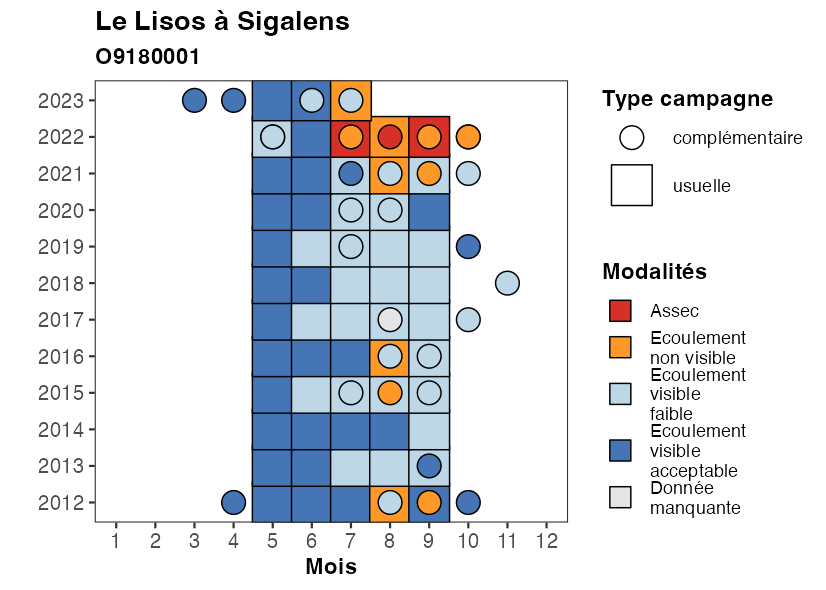 Le Lisos à Sigalens
O9180001
2023
2022
2021
2020
2019
2018
2017
2016
2015
2014
2013
2012
1 2 3 4 5 6 7 8 9 10 11 12
Mois
Type campagne
complémentaire
usuelle
Modalités
Assec
Ecoulement
non visible
Ecoulement
visible
faible
Ecoulement
visible
acceptable
Donnée
manquante